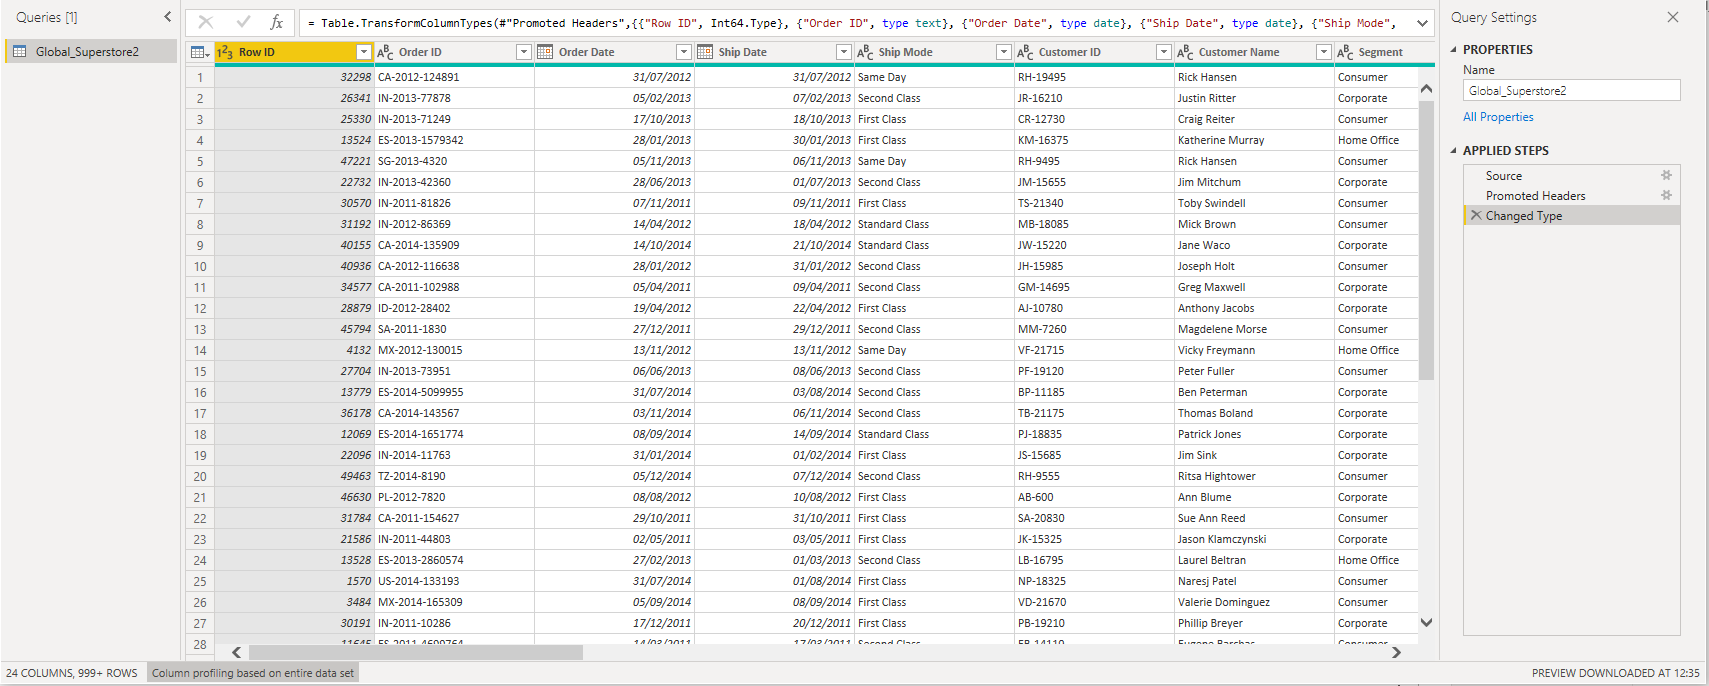 Queries [1]
Global_Superstore2
= Table.TransformColumnTypes(#"Promoted Headers",{{"Row ID", Int64.Type}, {"Order ID", type text}, {"Order Date", type date}, {"Ship Date", type date}, {"Ship Mode",
Row ID Order ID Order Date Ship Date Ship Mode Customer ID Customer Name Segment
1 32298 CA-2012-124891 31/07/2012 31/07/2012 Same Day RH-19495 Rick Hansen Consumer
2 26341 IN-2013-77878 05/02/2013 07/02/2013 Second Class JR-16210 Justin Ritter Corporate
3 25330 IN-2013-71249 17/10/2013 18/10/2013 First Class CR-12730 Craig Reiter Consumer
4 13524 ES-2013-1579342 28/01/2013 30/01/2013 First Class KM-16375 Katherine Murray Home Office
5 47221 SG-2013-4320 05/11/2013 06/11/2013 Same Day RH-9495 Rick Hansen Consumer
6 22732 IN-2013-42360 28/06/2013 01/07/2013 Second Class JM-15655 Jim Mitchum Corporate
7 30570 IN-2011-81826 07/11/2011 09/11/2011 First Class TS-21340 Toby Swindell Consumer
8 31192 IN-2012-86369 14/04/2012 18/04/2012 Standard Class MB-18085 Mick Brown Consumer
9 40155 CA-2014-135909 14/10/2014 21/10/2014 Standard Class JW-15220 Jane Waco Corporate
10 40936 CA-2012-116638 28/01/2012 31/01/2012 Second Class JH-15985 Joseph Holt Consumer
11 34577 CA-2011-102988 05/04/2011 09/04/2011 Second Class GM-14695 Greg Maxwell Corporate
12 28879 ID-2012-28402 19/04/2012 22/04/2012 First Class AJ-10780 Anthony Jacobs Corporate
13 45794 SA-2011-1830 27/12/2011 29/12/2011 Second Class MM-7260 Magdelene Morse Consumer
14 4132 MX-2012-130015 13/11/2012 13/11/2012 Same Day VF-21715 Vicky Freymann Home Office
15 27704 IN-2013-73951 06/06/2013 08/06/2013 Second Class PF-19120 Peter Fuller Consumer
16 13779 ES-2014-5099955 31/07/2014 03/08/2014 Second Class BP-11185 Ben Peterman Corporate
17 36178 CA-2014-143567 03/11/2014 06/11/2014 Second Class TB-21175 Thomas Boland Corporate
18 12069 ES-2014-1651774 08/09/2014 14/09/2014 Standard Class PJ-18835 Patrick Jones Corporate
19 22096 IN-2014-11763 31/01/2014 01/02/2014 First Class JS-15685 Jim Sink Corporate
20 49463 TZ-2014-8190 05/12/2014 07/12/2014 Second Class RH-9555 Ritsa Hightower Consumer
21 46630 PL-2012-7820 08/08/2012 10/08/2012 First Class AB-600 Ann Blume Corporate
22 31784 CA-2011-154627 29/10/2011 31/10/2011 First Class SA-20830 Sue Ann Reed Consumer
23 21586 IN-2011-44803 02/05/2011 03/05/2011 First Class JK-15325 Jason Klamczynski Corporate
24 13528 ES-2013-2860574 27/02/2013 01/03/2013 Second Class LB-16795 Laurel Beltran Home Office
25 1570 US-2014-133193 31/07/2014 01/08/2014 First Class NP-18325 Naresj Patel Consumer
26 3484 MX-2014-165309 05/09/2014 08/09/2014 First Class VD-21670 Valerie Dominguez Consumer
27 30191 IN-2011-10286 17/12/2011 20/12/2011 First Class PB-19210 Phillip Breyer Corporate
28
24 COLUMNS, 999+ ROWS Column profiling based on entire data set
Query Settings
PROPERTIES
Name
Global_Superstore2
All Properties
APPLIED STEPS
Source
Promoted Headers
Changed Type
PREVIEW DOWNLOADED AT 12:35